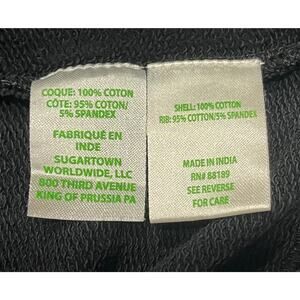 COQUE: 100% COTON
CÔTE: 95% COTON/
5% SPANDEX
FABRIQUÉ EN
INDE
SUGARTOWN
WORLDWIDE, LLC
800 THIRD AVENUE
KING OF PRUSSIA PA
SHELL: 100% COTTON
RIB: 95% COTTON/5% SPANDEX
MADE IN INDIA
RN# 88189
SEE REVERSE
FOR CARE